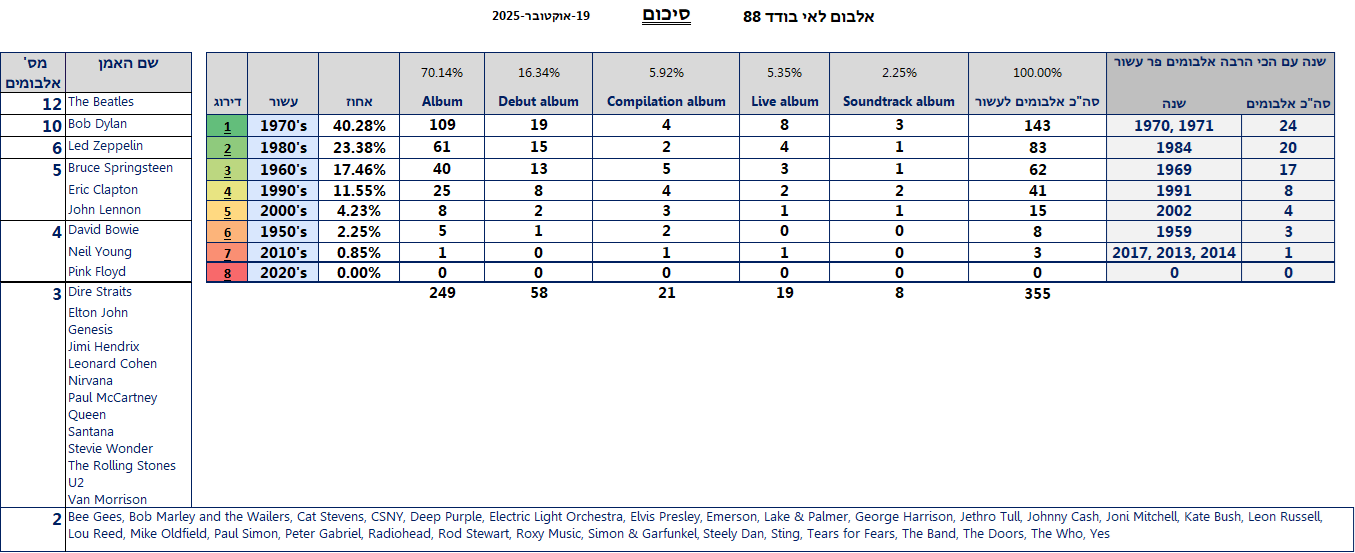 אלבום לאי בודד 88 סיכום 19-אוקטובר-2025
מס' אלבומים שם האמן
12 The Beatles
10 Bob Dylan
6 Led Zeppelin
5 Bruce Springsteen
Eric Clapton
John Lennon
4 David Bowie
Neil Young
Pink Floyd
3 Dire Straits
Elton John
Genesis
Jimi Hendrix
Leonard Cohen
Nirvana
Paul McCartney
Queen
Santana
Stevie Wonder
The Rolling Stones
U2
Van Morrison
2 Bee Gees, Bob Marley and the Wailers, Cat Stevens, CSNY, Deep Purple, Electric Light Orchestra, Elvis Presley, Emerson, Lake & Palmer, George Harrison, Jethro Tull, Johnny Cash, Joni Mitchell, Kate Bush, Leon Russell,
Lou Reed, Mike Oldfield, Paul Simon, Peter Gabriel, Radiohead, Rod Stewart, Roxy Music, Simon & Garfunkel, Steely Dan, Sting, Tears for Fears, The Band, The Doors, The Who, Yes
70.14% 16.34% 5.92% 5.35% 2.25% 100.00% שנה עם הכי הרבה אלבומים פר עשור
דירוג עשור אחוז Album Debut album Compilation album Live album Soundtrack album סה"כ אלבומים לעשור שנה סה"כ אלבומים
1 1970's 40.28% 109 19 4 8 3 143 1970, 1971 24
2 1980's 23.38% 61 15 2 4 1 83 1984 20
3 1960's 17.46% 40 13 5 3 1 62 1969 17
4 1990's 11.55% 25 8 4 2 2 41 1991 8
5 2000's 4.23% 8 2 3 1 1 15 2002 4
6 1950's 2.25% 5 1 2 0 0 8 1959 3
7 2010's 0.85% 1 0 1 1 0 3 2017, 2013, 2014 1
8 2020's 0.00% 0 0 0 0 0 0 0 0
249 58 21 19 8 355